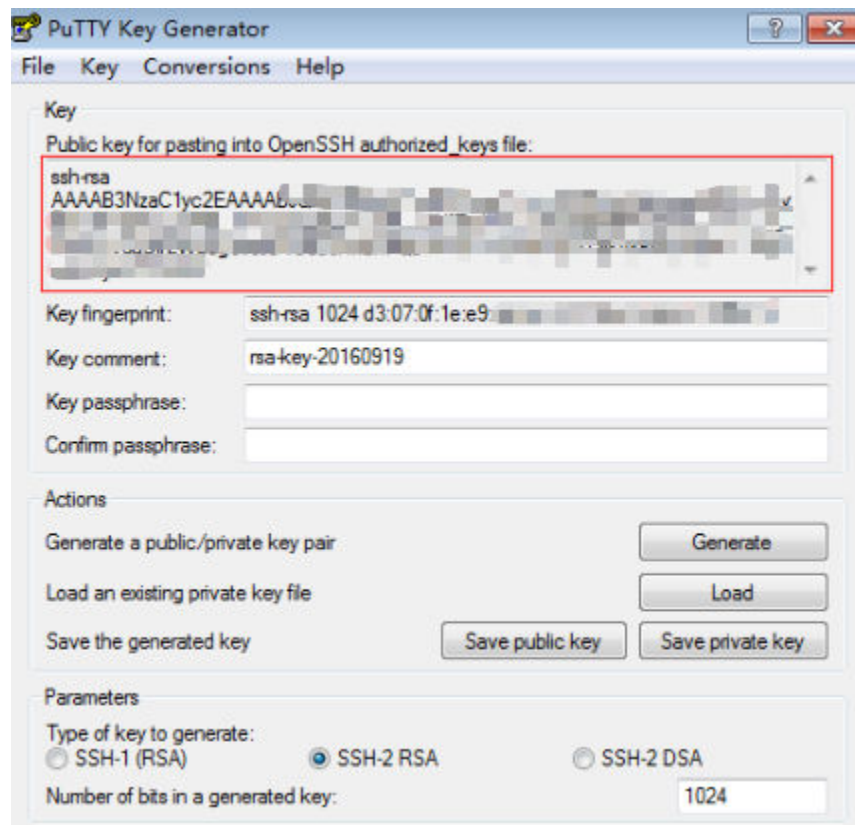 PuTTY Key Generator
File Key Conversions Help
Key
Public key for pasting into OpenSSH authorized_keys file:
ssh-rsa
AAAAB3NzaC1yc2EAAAAB
Key fingerprint: ssh-rsa 1024 d3:07:0f:1e:e9:
Key comment: rsa-key-20160919
Key passphrase:
Confirm passphrase:
Actions
Generate a public/private key pair Generate
Load an existing private key file Load
Save the generated key Save public key Save private key
Parameters
Type of key to generate:
SSH-1 (RSA) SSH-2 RSA SSH-2 DSA
Number of bits in a generated key: 1024